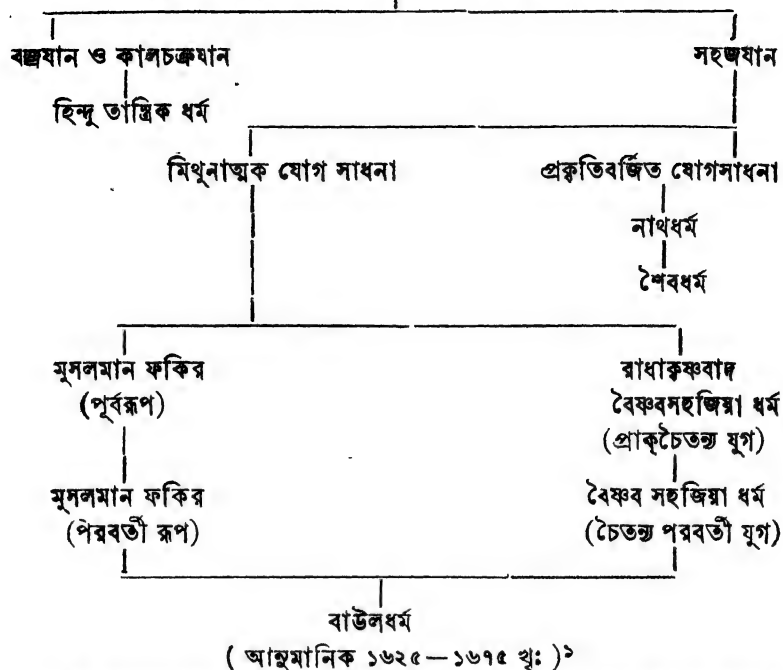 বজ্রযান ও কালচক্রযান
সহজযান
হিন্দু তান্ত্রিক ধর্ম
মিথুনাত্মক যোগ সাধনা
প্রকৃতিবর্জিত যোগসাধনা
নাথধর্ম
শৈবধর্ম
মুসলমান ফকির
(পূর্বরূপ)
রাধাকৃষ্ণবাদ
বৈষ্ণবসহজিয়া ধর্ম
(প্রাক্‌চৈতন্য যুগ)
মুসলমান ফকির
(পরবর্তী রূপ)
বৈষ্ণব সহজিয়া ধর্ম
(চৈতন্য পরবর্তী যুগ)
বাউলধর্ম
( আনুমানিক ১৬২৫—১৬৭৫ খৃঃ )১